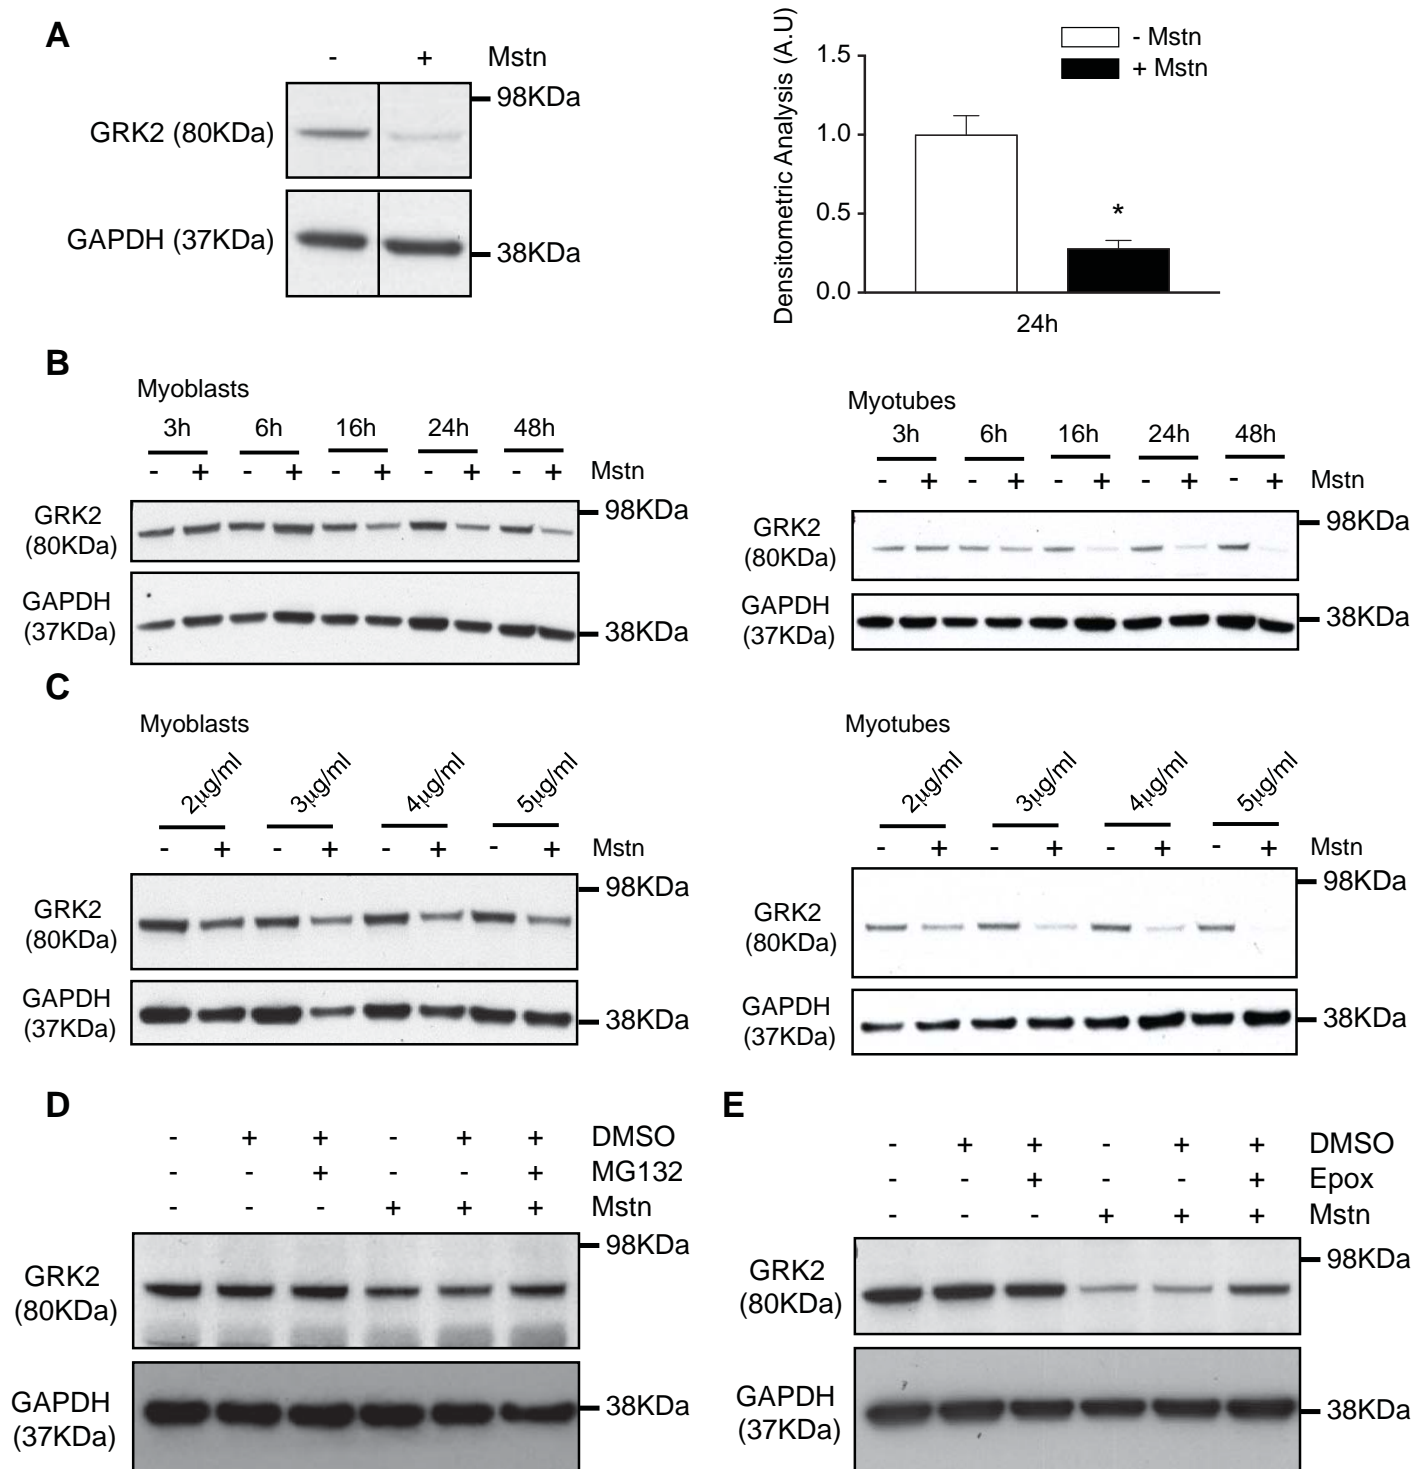 A
- + Mstn
98KDa
GRK2 (80KDa)
GAPDH (37KDa)
38KDa
Densitometric Analysis (A.U)
1.5
1.0
0.5
0.0
- Mstn
+ Mstn
*
24h
B
Myoblasts
3h 6h 16h 24h 48h
- + - + - + - + - + Mstn
98KDa
GRK2
(80KDa)
GAPDH
(37KDa)
38KDa
Myotubes
3h 6h 16h 24h 48h
- + - + - + - + - + Mstn
98KDa
GRK2
(80KDa)
GAPDH
(37KDa)
38KDa
C
Myoblasts
2µg/ml 3µg/ml 4µg/ml 5µg/ml
- + - + - + - + Mstn
98KDa
GRK2
(80KDa)
GAPDH
(37KDa)
38KDa
Myotubes
2µg/ml 3µg/ml 4µg/ml 5µg/ml
- + - + - + - + Mstn
98KDa
GRK2
(80KDa)
GAPDH
(37KDa)
38KDa
D
- + + - + + DMSO
- - + - - + MG132
- - - + + + Mstn
98KDa
GRK2
(80KDa)
GAPDH
(37KDa)
38KDa
E
- + + - + + DMSO
- - + - - + Epox
- - - + + + Mstn
98KDa
GRK2
(80KDa)
GAPDH
(37KDa)
38KDa